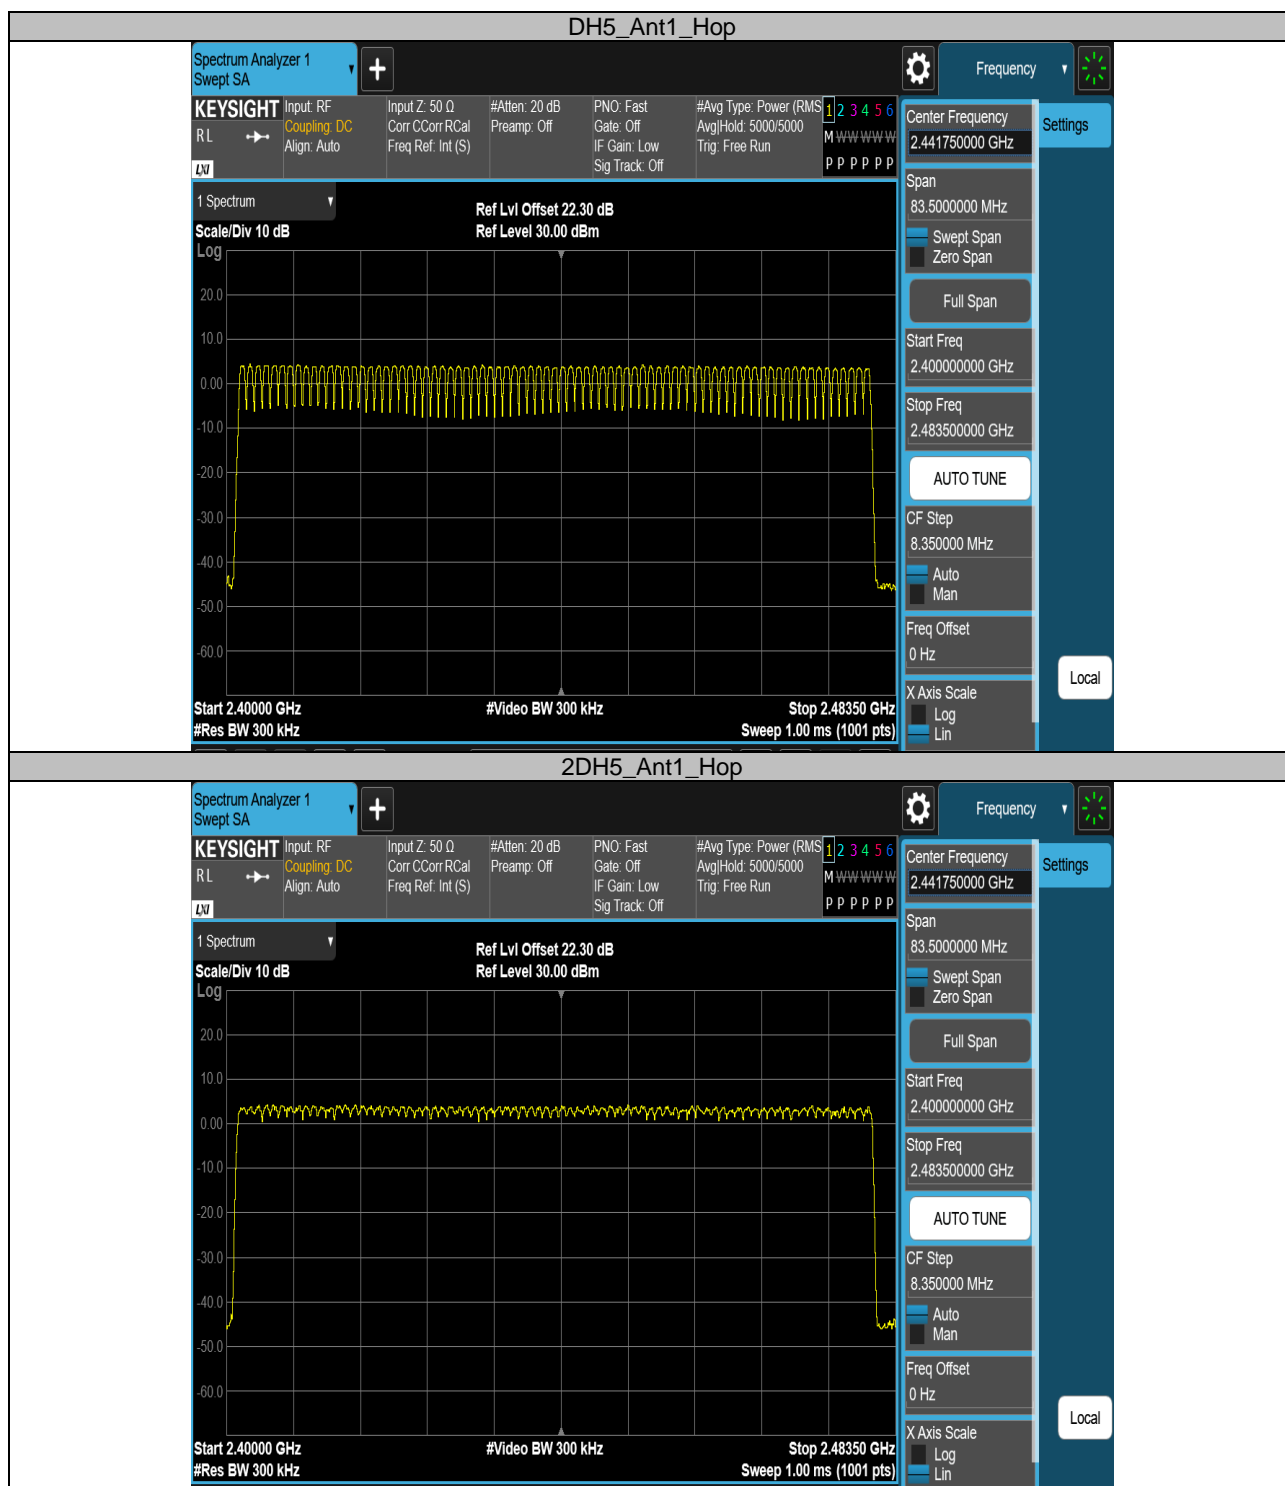 DH5_Ant1_Hop
Spectrum Analyzer 1
Swept SA
+
Frequency
KEYSIGHT
R L
LXI
Input: RF
Coupling: DC
Align: Auto
Input Z: 50 Ω
Corr CCorr RCal
Freq Ref: Int (S)
#Atten: 20 dB
Preamp: Off
PNO: Fast
Gate: Off
IF Gain: Low
Sig Track: Off
#Avg Type: Power (RMS
Avg|Hold: 5000/5000
Trig: Free Run
1 2 3 4 5 6
M W W W W W
P P P P P P
1 Spectrum
Scale/Div 10 dB
Ref Lvl Offset 22.30 dB
Ref Level 30.00 dBm
Log
20.0
10.0
0.00
-10.0
-20.0
-30.0
-40.0
-50.0
-60.0
Start 2.40000 GHz
#Res BW 300 kHz
#Video BW 300 kHz
Stop 2.48350 GHz
Sweep 1.00 ms (1001 pts)
Center Frequency
2.441750000 GHz
Span
83.5000000 MHz
Swept Span
Zero Span
Full Span
Start Freq
2.400000000 GHz
Stop Freq
2.483500000 GHz
AUTO TUNE
CF Step
8.350000 MHz
Auto
Man
Freq Offset
0 Hz
X Axis Scale
Log
Lin
Settings
Local
2DH5_Ant1_Hop
Spectrum Analyzer 1
Swept SA
+
Frequency
KEYSIGHT
R L
LXI
Input: RF
Coupling: DC
Align: Auto
Input Z: 50 Ω
Corr CCorr RCal
Freq Ref: Int (S)
#Atten: 20 dB
Preamp: Off
PNO: Fast
Gate: Off
IF Gain: Low
Sig Track: Off
#Avg Type: Power (RMS
Avg|Hold: 5000/5000
Trig: Free Run
1 2 3 4 5 6
M W W W W W
P P P P P P
1 Spectrum
Scale/Div 10 dB
Ref Lvl Offset 22.30 dB
Ref Level 30.00 dBm
Log
20.0
10.0
0.00
-10.0
-20.0
-30.0
-40.0
-50.0
-60.0
Start 2.40000 GHz
#Res BW 300 kHz
#Video BW 300 kHz
Stop 2.48350 GHz
Sweep 1.00 ms (1001 pts)
Center Frequency
2.441750000 GHz
Span
83.5000000 MHz
Swept Span
Zero Span
Full Span
Start Freq
2.400000000 GHz
Stop Freq
2.483500000 GHz
AUTO TUNE
CF Step
8.350000 MHz
Auto
Man
Freq Offset
0 Hz
X Axis Scale
Log
Lin
Settings
Local